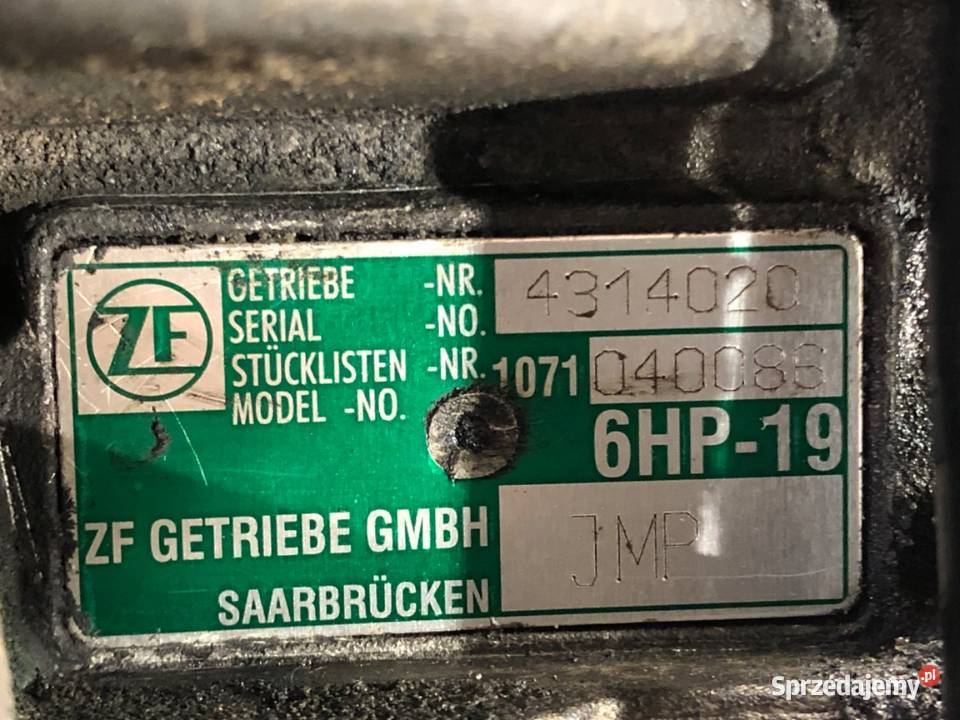 ZF
GETRIEBE -NR. 4314020
SERIAL -NO.
STÜCKLISTEN -NR. 1071 040086
MODEL -NO.
6HP-19
ZF GETRIEBE GMBH JMP
SAARBRÜCKEN
Sprzedajemy.pl